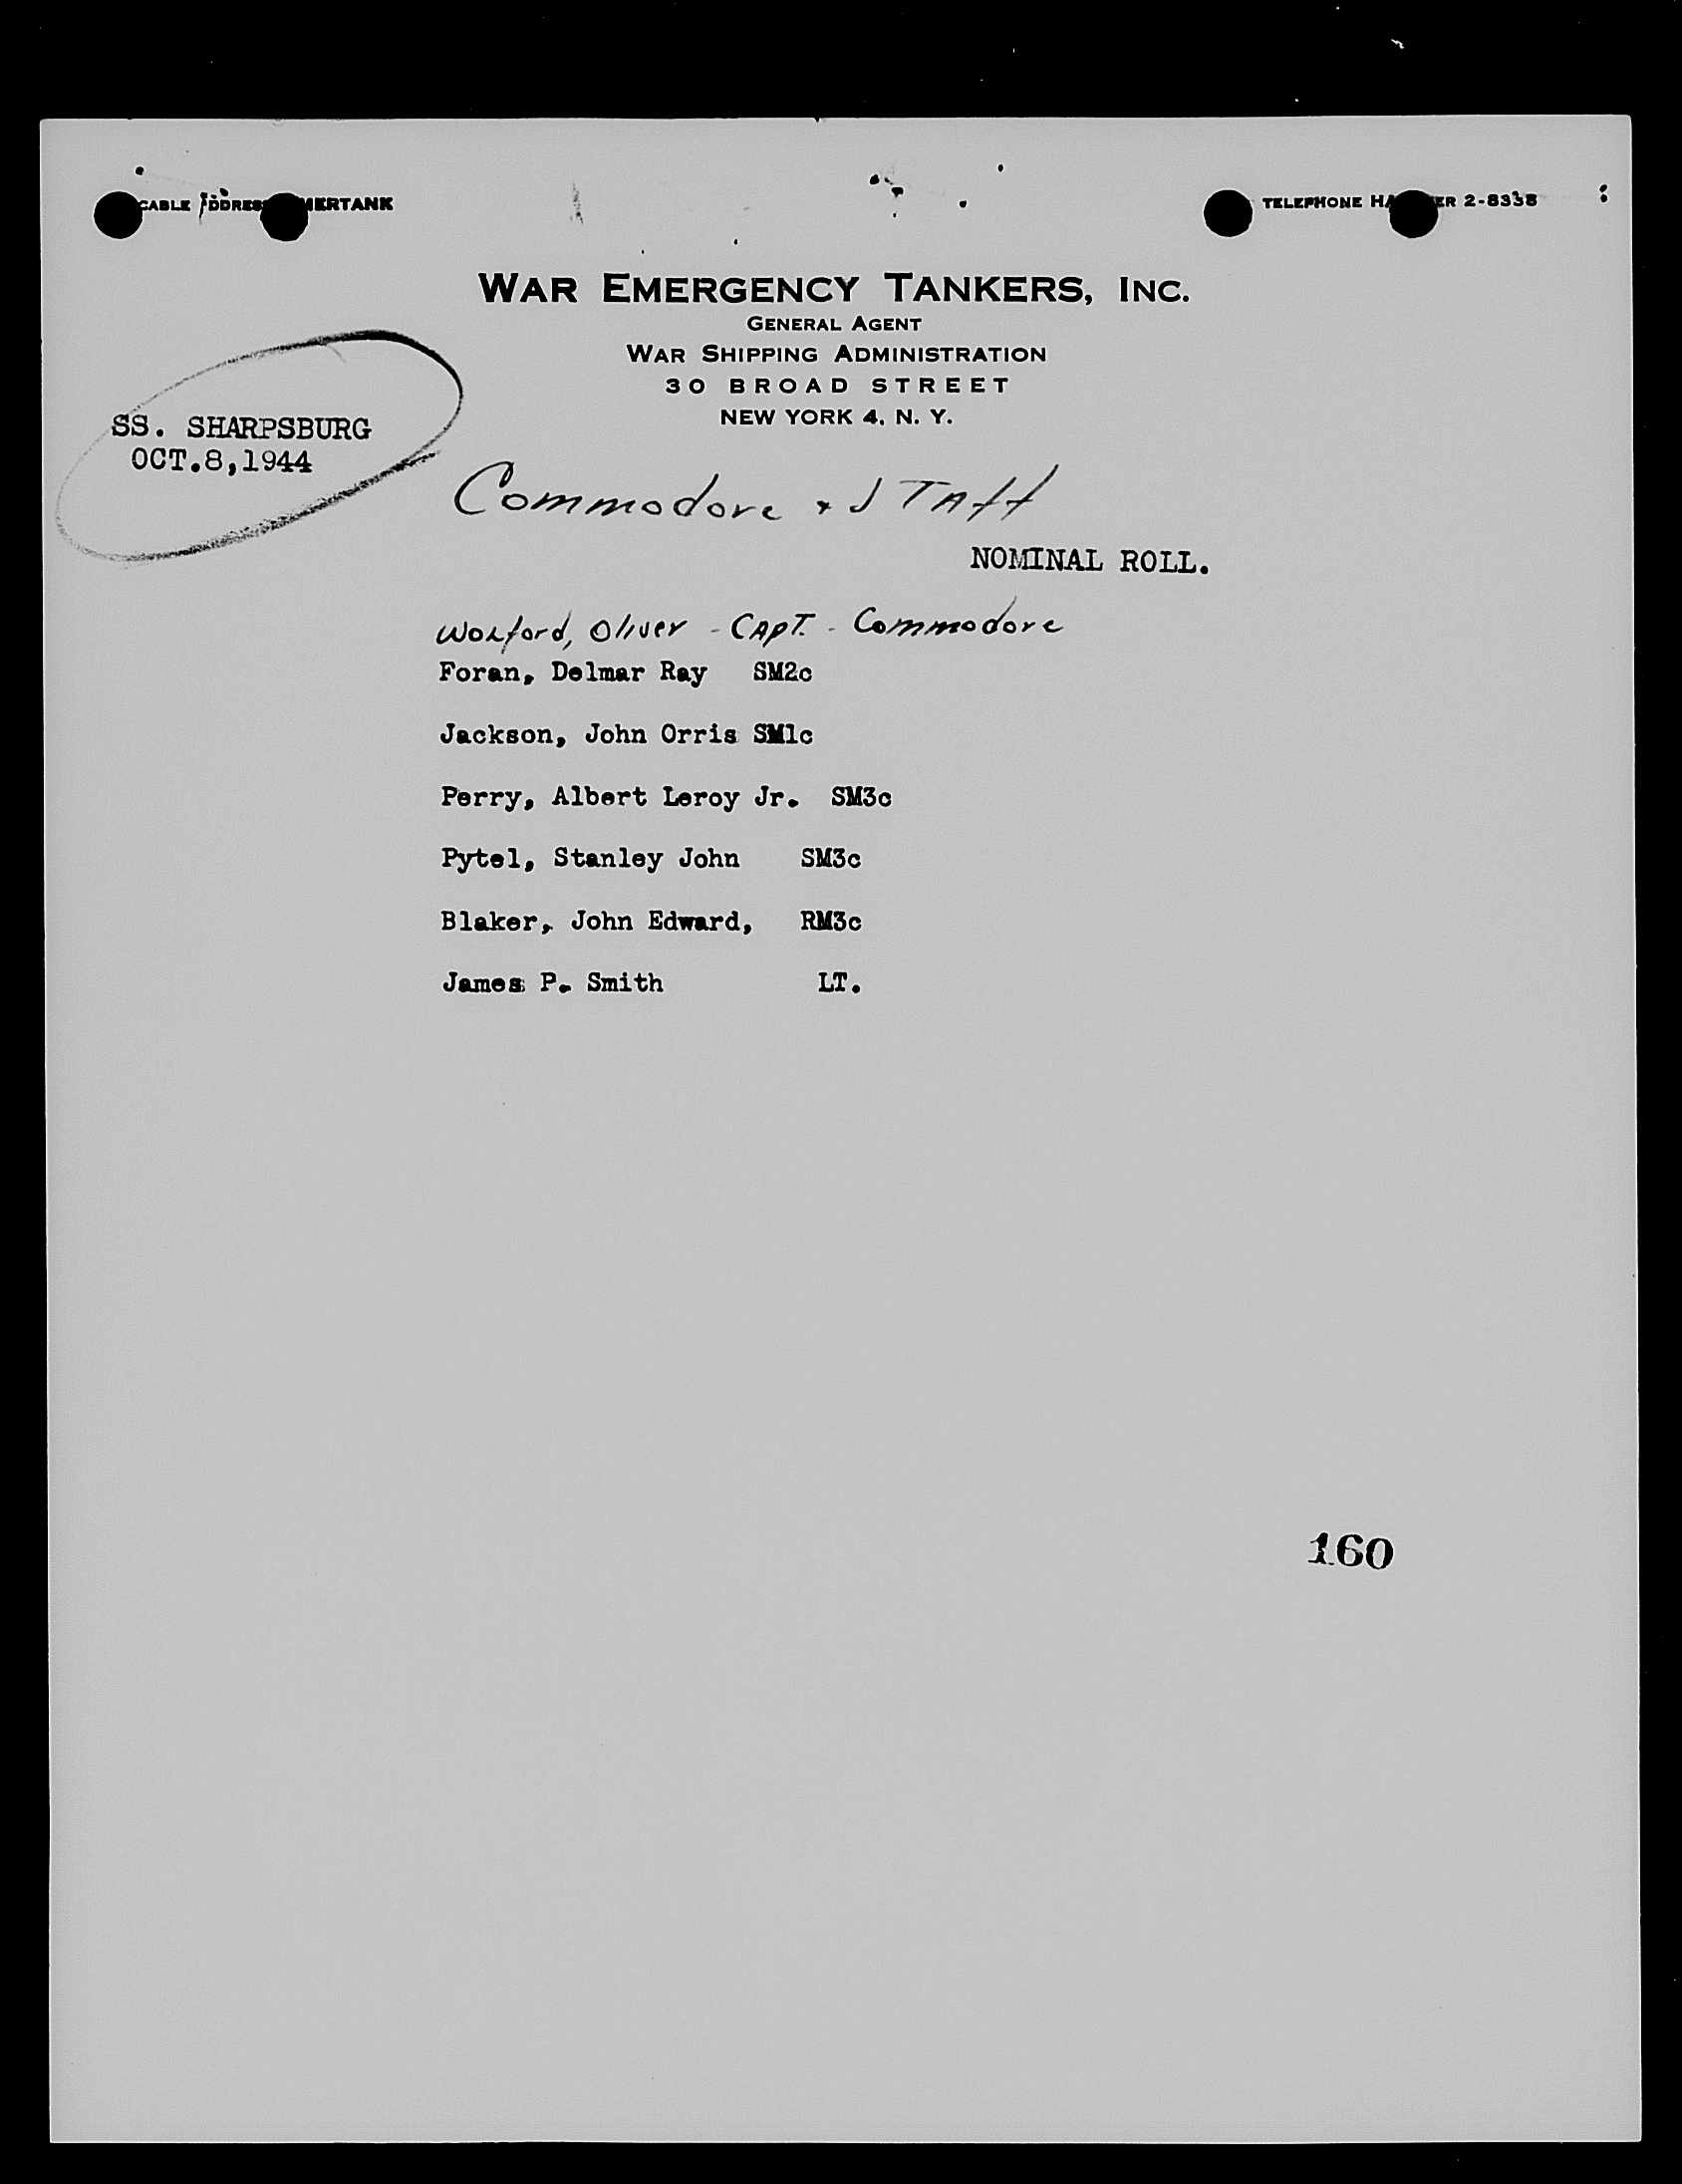 CABLE ADDRESS MERTANK
TELEPHONE HA ER 2-8338
WAR EMERGENCY TANKERS, INC.
GENERAL AGENT
WAR SHIPPING ADMINISTRATION
30 BROAD STREET
NEW YORK 4, N. Y.
SS. SHARPSBURG
OCT.8,1944
Commodore + STAff
NOMINAL ROLL.
Oliver - CAPT. - Commodore
Foran, Delmar Ray SM2c
Jackson, John Orris SM1c
Perry, Albert Leroy Jr. SM3c
Pytel, Stanley John SM3c
Blaker, John Edward, RM3c
James P. Smith LT.
160